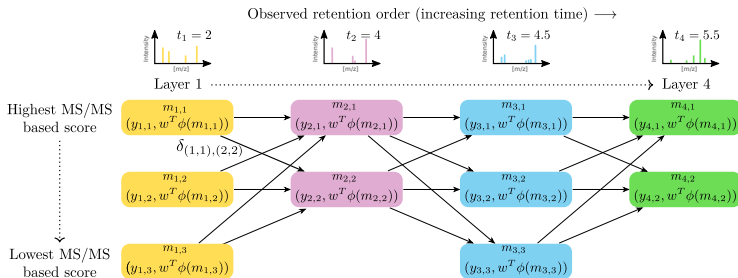 Observed retention order (increasing retention time) ⟶
t₁ = 2 t₂ = 4 t₃ = 4.5 t₄ = 5.5
Intensity Intensity Intensity Intensity
[m/z] [m/z] [m/z] [m/z]
Layer 1 Layer 4
Highest MS/MS
based score
m₁,₁ m₂,₁ m₃,₁ m₄,₁
(y₁,₁, wᵀϕ(m₁,₁)) (y₂,₁, wᵀϕ(m₂,₁)) (y₃,₁, wᵀϕ(m₃,₁)) (y₄,₁, wᵀϕ(m₄,₁))
δ₍₁,₁₎,₍₂,₂₎
m₁,₂ m₂,₂ m₃,₂ m₄,₂
(y₁,₂, wᵀϕ(m₁,₂)) (y₂,₂, wᵀϕ(m₂,₂)) (y₃,₂, wᵀϕ(m₃,₂)) (y₄,₂, wᵀϕ(m₄,₂))
Lowest MS/MS
based score
m₁,₃ m₃,₃
(y₁,₃, wᵀϕ(m₁,₃)) (y₃,₃, wᵀϕ(m₃,₃))